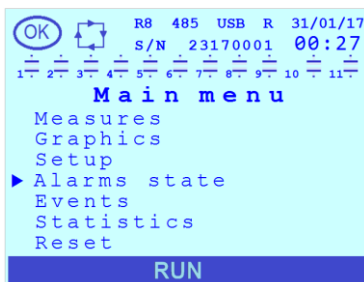 OK R8 485 USB R 31/01/17
S/N 23170001 00:27
1 2 3 4 5 6 7 8 9 10 11
Main menu
Measures
Graphics
Setup
Alarms state
Events
Statistics
Reset
RUN